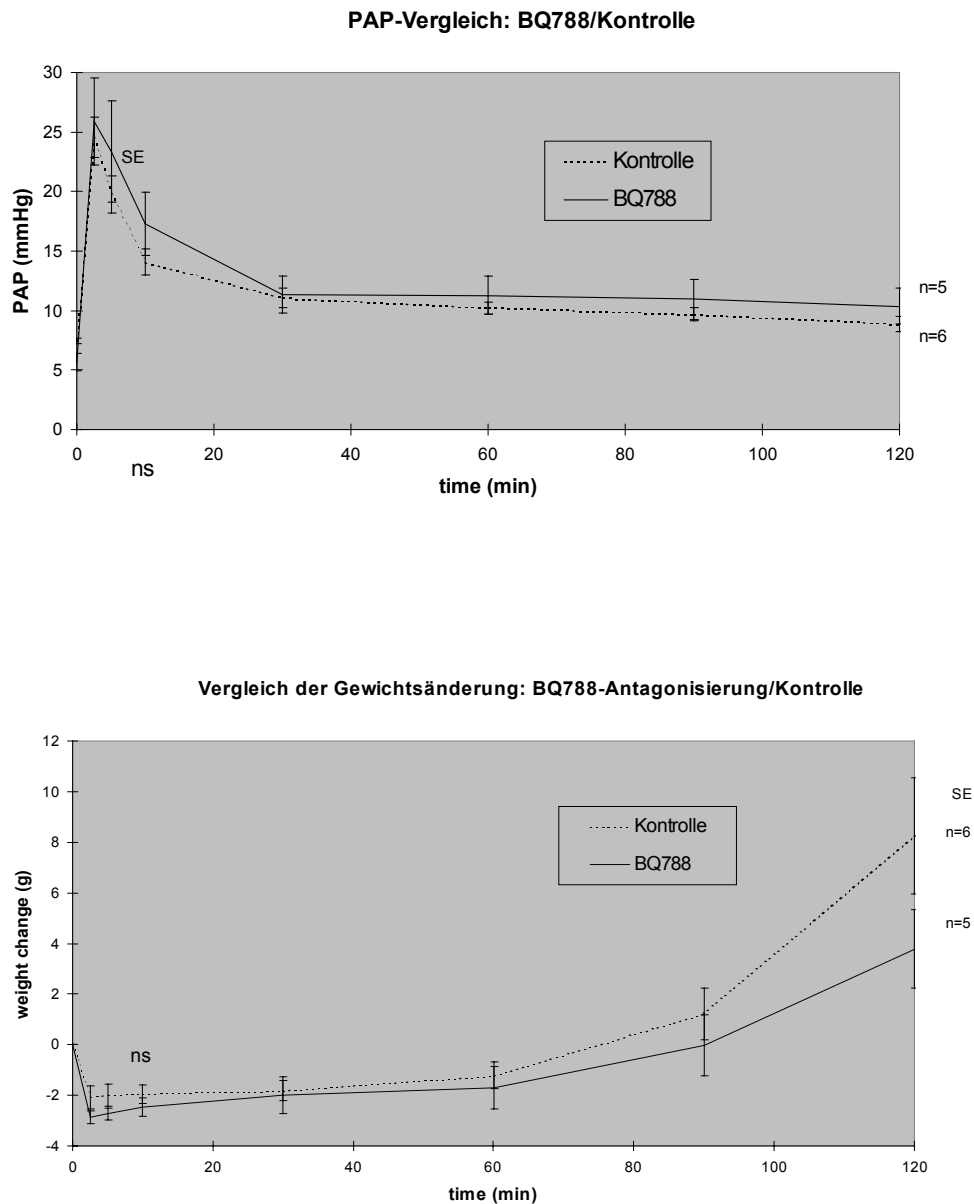 PAP-Vergleich: BQ788/Kontrolle
30
25
20
15
10
5
0
PAP (mmHg)
SE
Kontrolle
BQ788
n=5
n=6
0 20 40 60 80 100 120
ns
time (min)
Vergleich der Gewichtsänderung: BQ788-Antagonisierung/Kontrolle
12
10
8
6
4
2
0
-2
-4
weight change (g)
Kontrolle
BQ788
SE
n=6
n=5
ns
0 20 40 60 80 100 120
time (min)